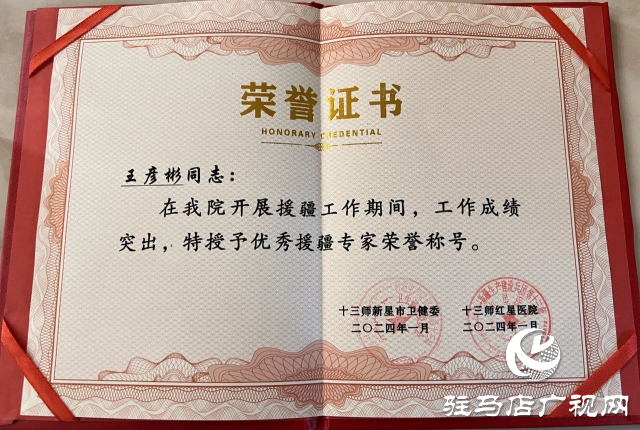 荣誉证书
HONORARY CREDENTIAL
王彦彬同志：
在我院开展援疆工作期间，工作成绩
突出，特授予优秀援疆专家荣誉称号。
十三师新星市卫健委 十三师红星医院
二〇二四年一月 二〇二四年一月
驻马店广视网